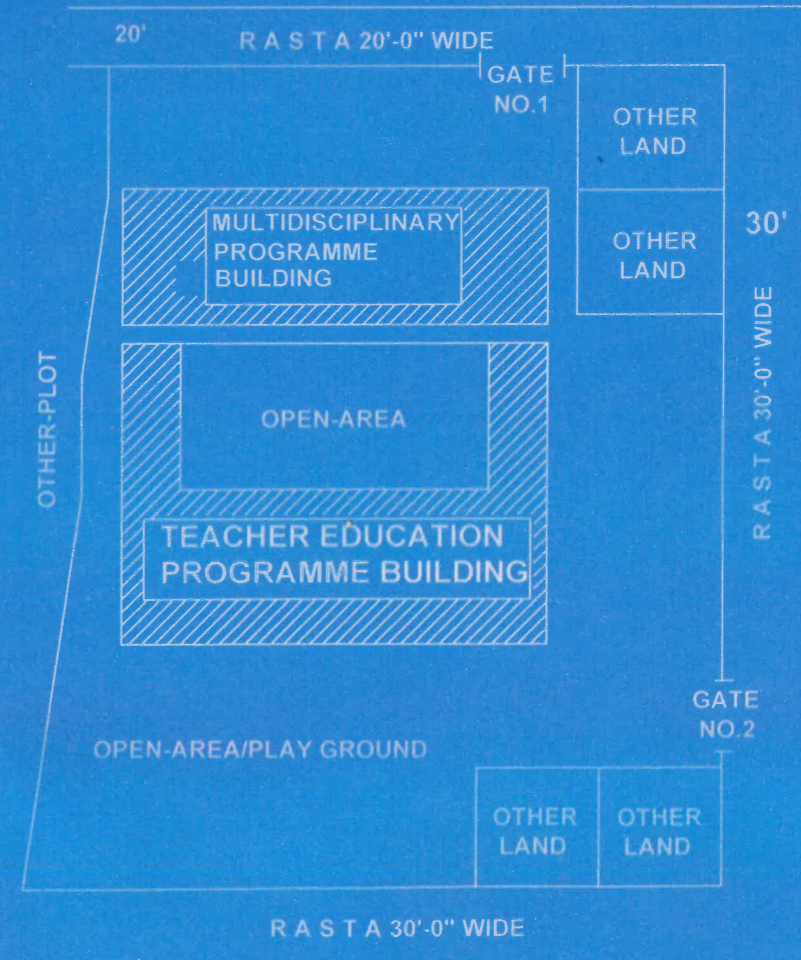 20'
R A S T A 20'-0" WIDE
GATE
NO.1
OTHER
LAND
MULTIDISCIPLINARY
PROGRAMME
BUILDING
OTHER
LAND
30'
RASTA 30'-0" WIDE
OTHER-PLOT
OPEN-AREA
TEACHER EDUCATION
PROGRAMME BUILDING
GATE
NO.2
OPEN-AREA/PLAY GROUND
OTHER
LAND
OTHER
LAND
R A S T A 30'-0" WIDE